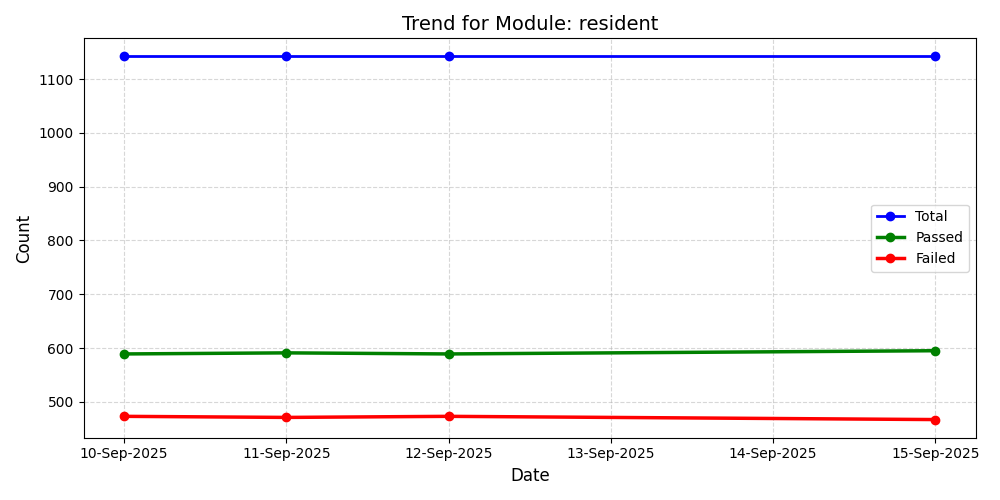 Trend for Module: resident
1100
1000
900
800
700
600
500
Count
Total
Passed
Failed
10-Sep-2025 11-Sep-2025 12-Sep-2025 13-Sep-2025 14-Sep-2025 15-Sep-2025
Date